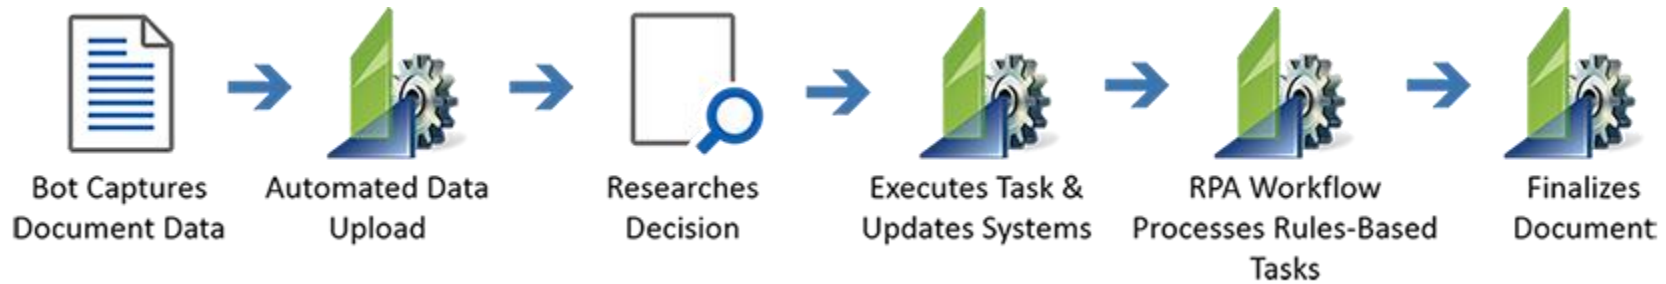 Bot Captures
Document Data
Automated Data
Upload
Researches
Decision
Executes Task &
Updates Systems
RPA Workflow
Processes Rules-Based
Tasks
Finalizes
Document